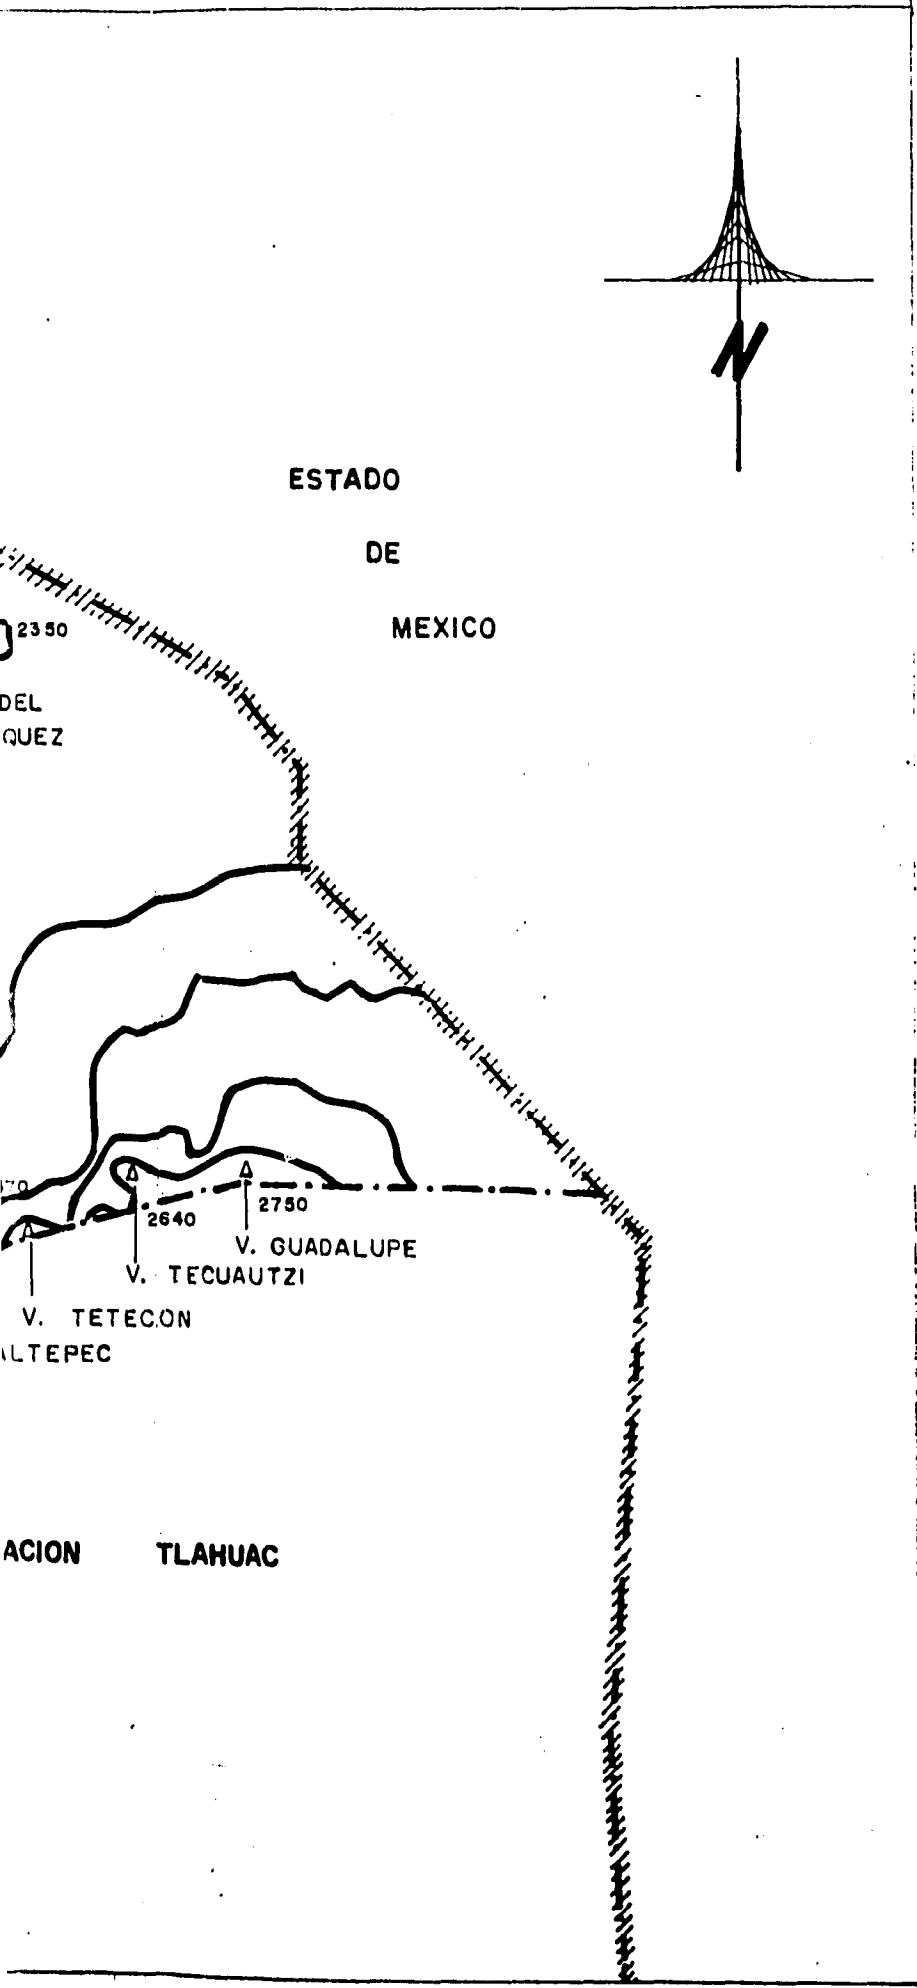 N
ESTADO
DE
MEXICO
2350
DEL
QUEZ
2640
2750
V. GUADALUPE
V. TECUAUTZI
V. TETECON
LTEPEC
ACION TLAHUAC